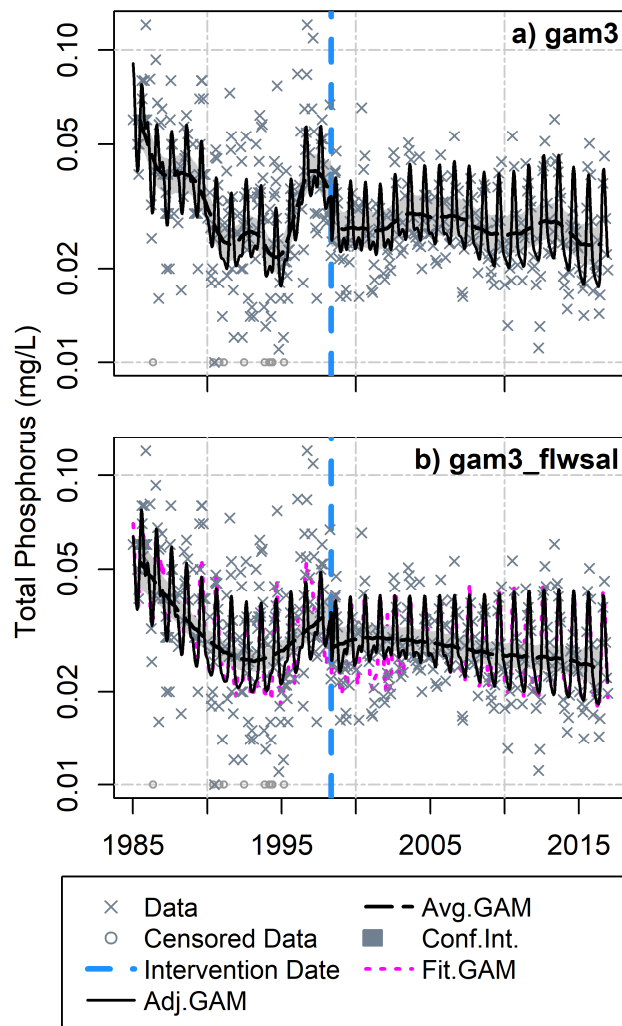 a) gam3
0.10
0.05
0.02
0.01
Total Phosphorus (mg/L)
b) gam3_flwsal
0.10
0.05
0.02
0.01
1985 1995 2005 2015
Data Avg.GAM
Censored Data Conf.Int.
Intervention Date Fit.GAM
Adj.GAM